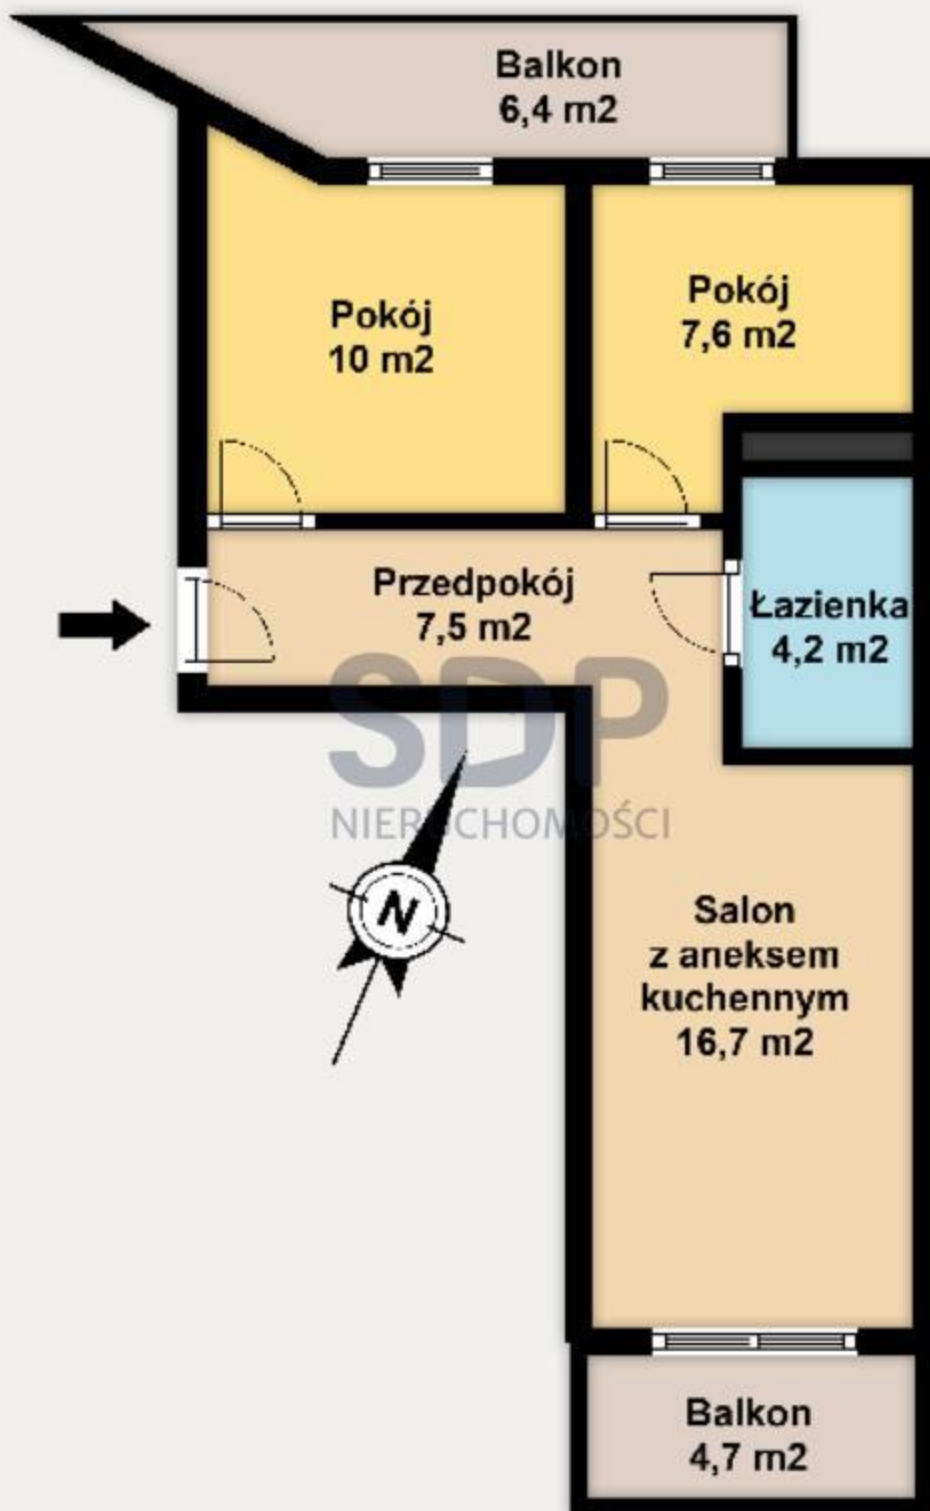 Balkon
6,4 m2
Pokój
10 m2
Pokój
7,6 m2
Przedpokój
7,5 m2
Łazienka
4,2 m2
SDP
NIERUCHOMOŚCI
N
Salon
z aneksem
kuchennym
16,7 m2
Balkon
4,7 m2